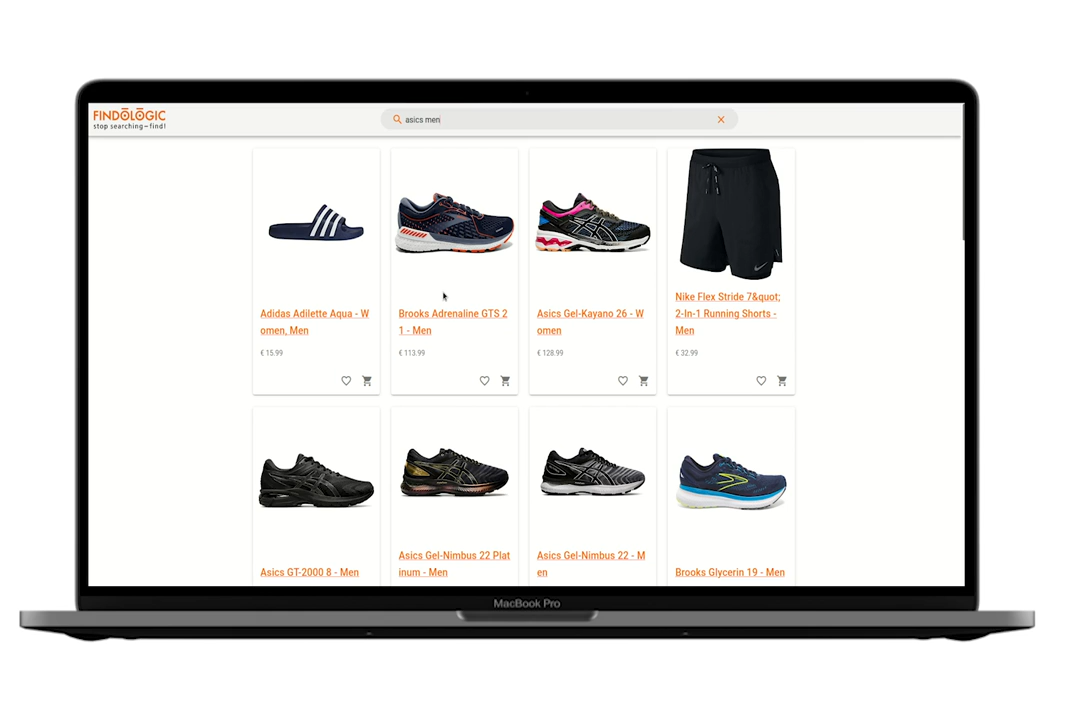 FINDOLOGIC
stop searching–find!
asics men
Adidas Adilette Aqua - W
omen, Men
€ 15.99
Brooks Adrenaline GTS 2
1 - Men
€ 113.99
Asics Gel-Kayano 26 - W
omen
€ 128.99
Nike Flex Stride 7&quot;
2-In-1 Running Shorts -
Men
€ 32.99
Asics GT-2000 8 - Men
Asics Gel-Nimbus 22 Plat
inum - Men
Asics Gel-Nimbus 22 - M
en
Brooks Glycerin 19 - Men
MacBook Pro